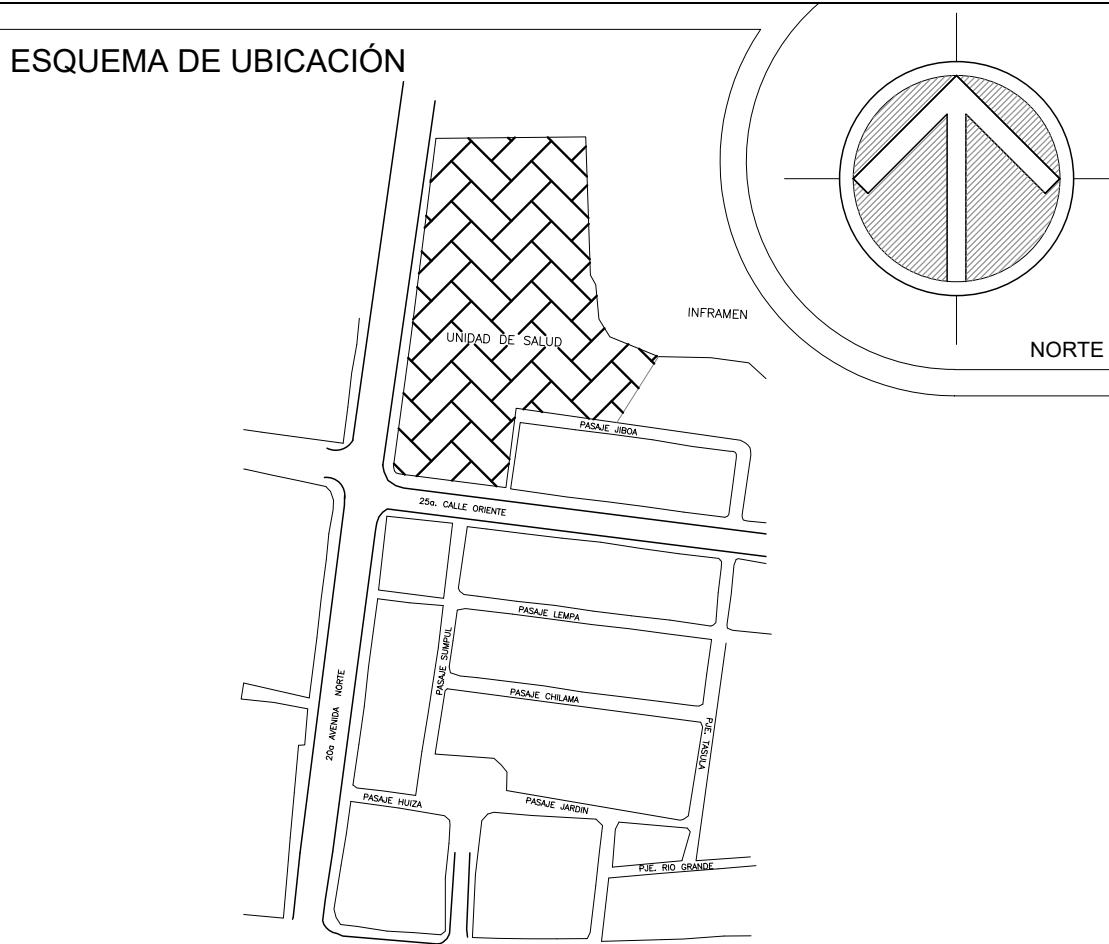 ESQUEMA DE UBICACIÓN
INFRAMEN
UNIDAD DE SALUD
NORTE
PASAJE JIBOA
25a. CALLE ORIENTE
PASAJE LEMPA
PASAJE SUMPUL
PASAJE CHILAMA
20a AVENIDA NORTE
PJE. TASULA
PASAJE HUIZA
PASAJE JARDIN
PJE. RIO GRANDE